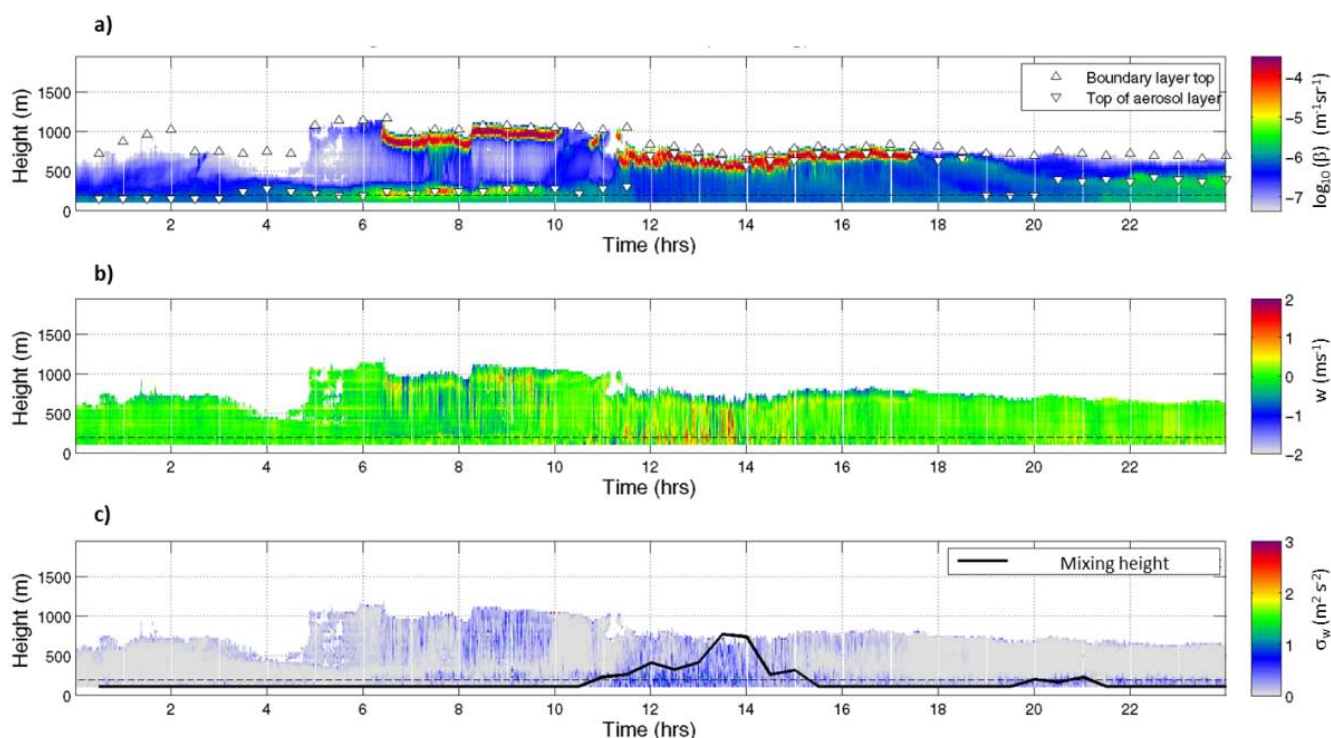 a)
1500
1000
500
0
Height (m)
△ Boundary layer top
▽ Top of aerosol layer
2 4 6 8 10 12 14 16 18 20 22
Time (hrs)
−4
−5
−6
−7
log₁₀(β) (m⁻¹sr⁻¹)
b)
1500
1000
500
0
Height (m)
2 4 6 8 10 12 14 16 18 20 22
Time (hrs)
2
1
0
−1
−2
w (ms⁻¹)
c)
1500
1000
500
0
Height (m)
Mixing height
2 4 6 8 10 12 14 16 18 20 22
Time (hrs)
3
2
1
0
σw (m² s⁻²)